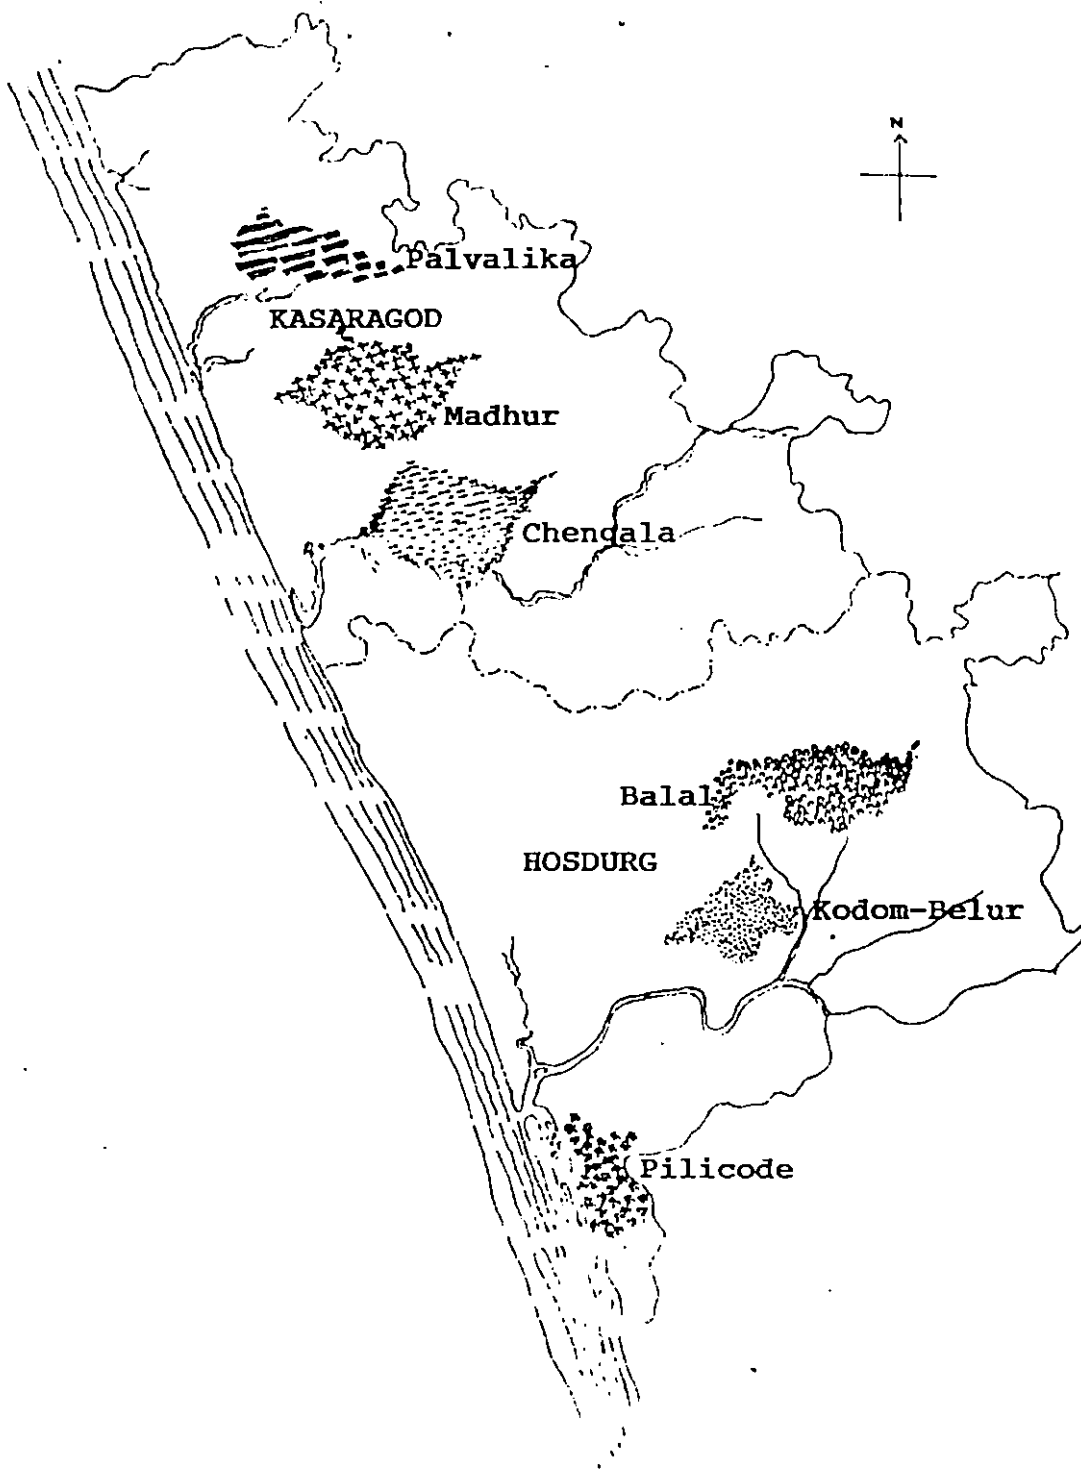 N
Palvalika
KASARAGOD
Madhur
Chengala
Balal
HOSDURG
Kodom-Belur
Pilicode